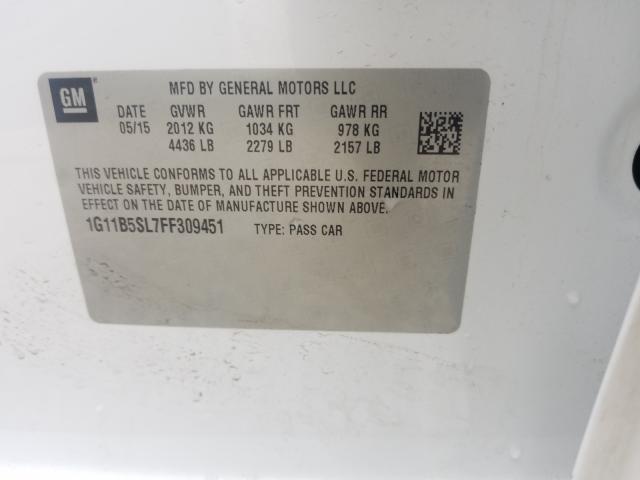 GM
MFD BY GENERAL MOTORS LLC
DATE GVWR GAWR FRT GAWR RR
05/15 2012 KG 1034 KG 978 KG
4436 LB 2279 LB 2157 LB
THIS VEHICLE CONFORMS TO ALL APPLICABLE U.S. FEDERAL MOTOR
VEHICLE SAFETY, BUMPER, AND THEFT PREVENTION STANDARDS IN
EFFECT ON THE DATE OF MANUFACTURE SHOWN ABOVE.
1G11B5SL7FF309451 TYPE: PASS CAR